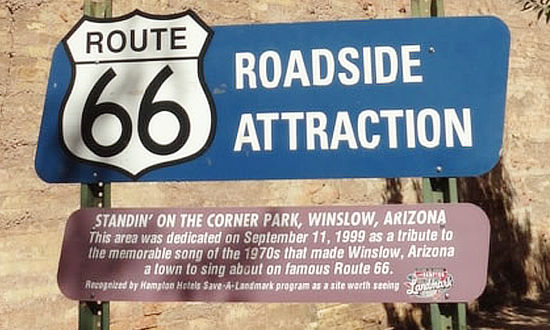 ROUTE
66
ROADSIDE
ATTRACTION
STANDIN' ON THE CORNER PARK, WINSLOW, ARIZONA
This area was dedicated on September 11, 1999 as a tribute to
the memorable song of the 1970s that made Winslow, Arizona
a town to sing about on famous Route 66.
Recognized by Hampton Hotels Save-A-Landmark program as a site worth seeing
Landmark